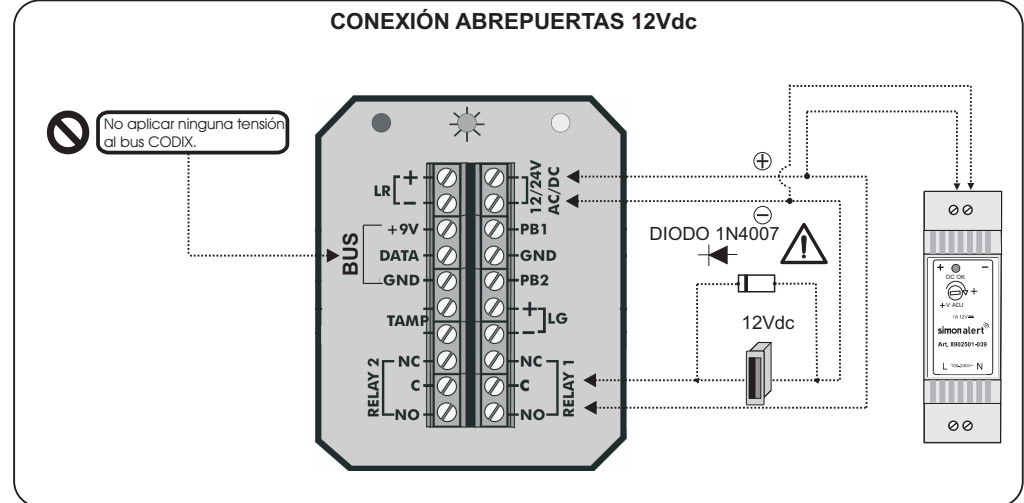 CONEXIÓN ABREPUERTAS 12Vdc
No aplicar ninguna tensión
al bus CODIX.
LR
+
−
12/24V
AC/DC
BUS
+9V
DATA
GND
TAMP
RELAY 2
NC
C
NO
PB1
GND
PB2
+
−
LG
NC
C
NO
RELAY 1
+
−
DIODO 1N4007
12Vdc
+ −
DC OK
+
+V ADJ
1A 12V
simon alert
Art. 8902501-039
L 100-240V~ N